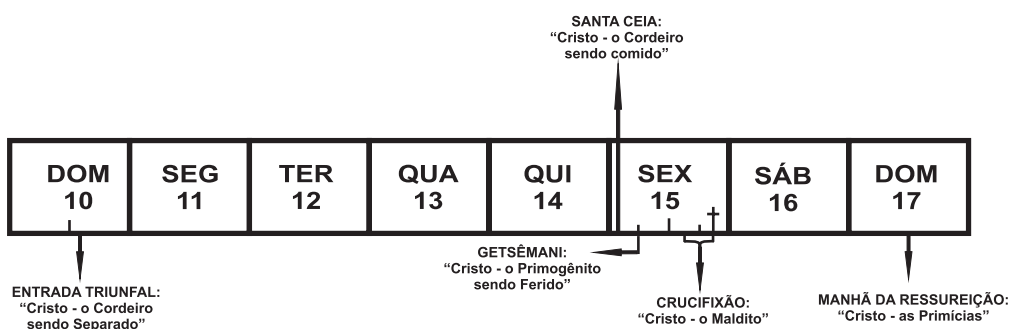 SANTA CEIA:
“Cristo - o Cordeiro
sendo comido”
DOM SEG TER QUA QUI SEX SÁB DOM
10 11 12 13 14 15 16 17
GETSÊMANI:
“Cristo - o Primogênito
sendo Ferido”
ENTRADA TRIUNFAL:
“Cristo - o Cordeiro
sendo Separado”
CRUCIFIXÃO:
“Cristo - o Maldito”
MANHÃ DA RESSUREIÇÃO:
“Cristo - as Primícias”